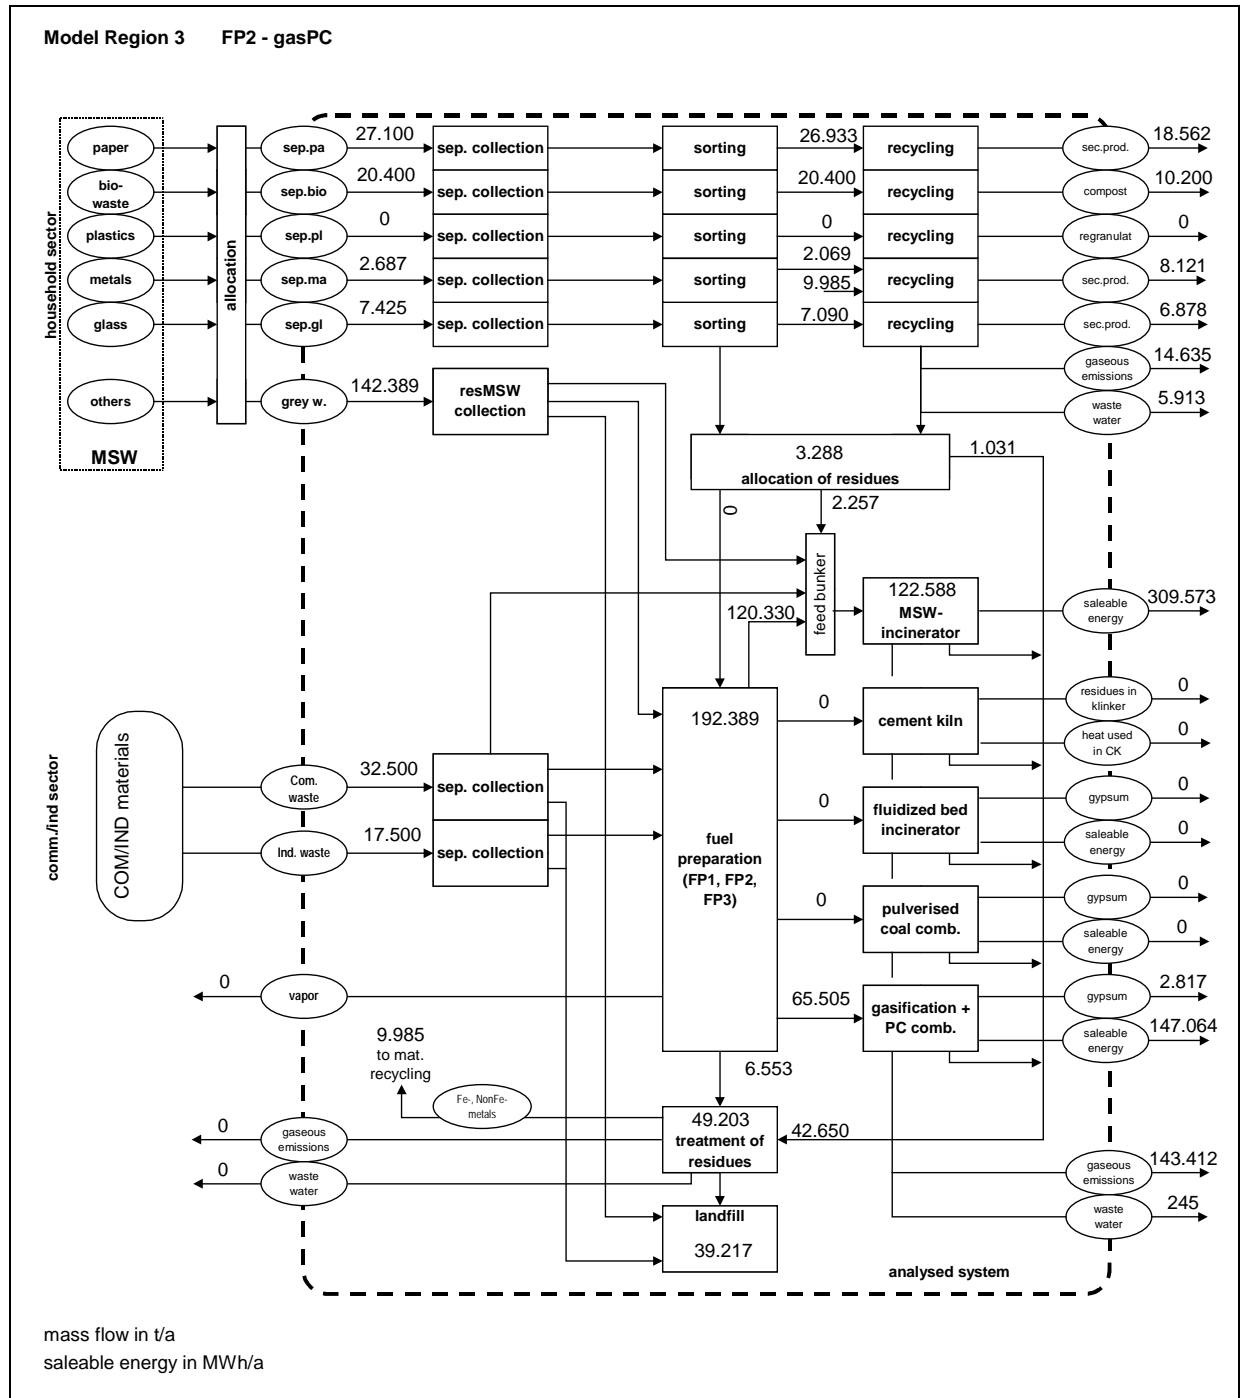 Model Region 3 FP2 - gasPC
household sector
paper
bio-
waste
plastics
metals
glass
others
MSW
allocation
sep.pa
27.100
sep. collection
sorting
26.933
recycling
sec.prod.
18.562
sep.bio
20.400
sep. collection
sorting
20.400
recycling
compost
10.200
sep.pl
0
sep. collection
sorting
0
recycling
regranulat
0
sep.ma
2.687
sep. collection
sorting
2.069
9.985
recycling
sec.prod.
8.121
sep.gl
7.425
sep. collection
sorting
7.090
recycling
sec.prod.
6.878
gaseous
emissions
14.635
waste
water
5.913
grey w.
142.389
resMSW
collection
3.288
allocation of residues
1.031
0
2.257
feed bunker
120.330
122.588
MSW-
incinerator
saleable
energy
309.573
comm./ind sector
COM/IND materials
Com.
waste
32.500
sep. collection
Ind. waste
17.500
sep. collection
192.389
fuel
preparation
(FP1, FP2,
FP3)
0
cement kiln
residues in
klinker
0
heat used
in CK
0
0
fluidized bed
incinerator
gypsum
0
saleable
energy
0
0
pulverised
coal comb.
gypsum
0
saleable
energy
0
65.505
gasification +
PC comb.
gypsum
2.817
saleable
energy
147.064
0
vapor
9.985
to mat.
recycling
Fe-, NonFe-
metals
6.553
49.203
treatment of
residues
42.650
0
gaseous
emissions
0
waste
water
landfill
39.217
gaseous
emissions
143.412
waste
water
245
analysed system
mass flow in t/a
saleable energy in MWh/a